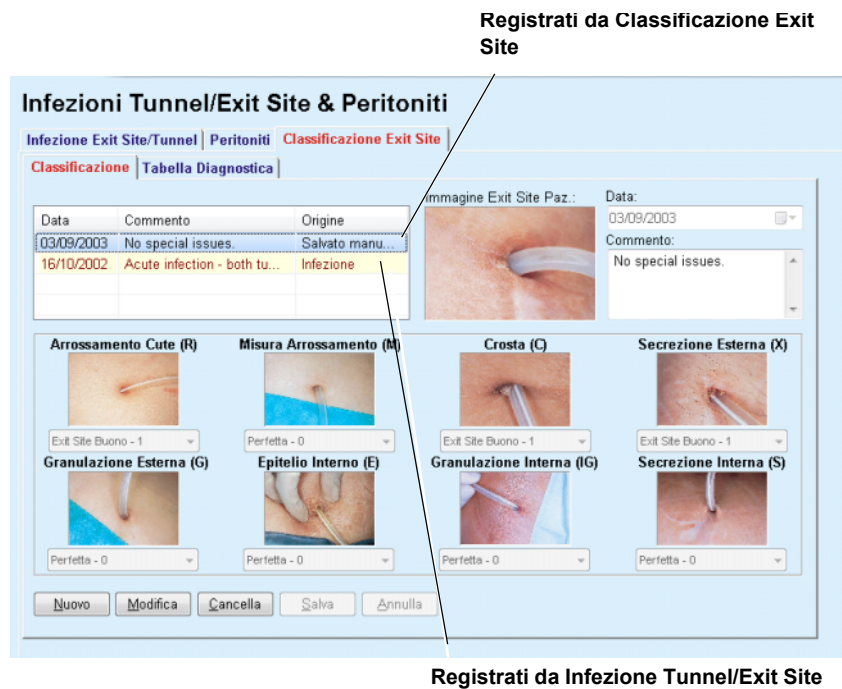 Registrati da Classificazione Exit
Site
Infezioni Tunnel/Exit Site & Peritoniti
Infezione Exit Site/Tunnel Peritoniti Classificazione Exit Site
Classificazione Tabella Diagnostica
Immagine Exit Site Paz.: Data:
03/09/2003
Data Commento Origine
03/09/2003 No special issues. Salvato manu...
16/10/2002 Acute infection - both tu... Infezione
Commento:
No special issues.
Arrossamento Cute (R) Misura Arrossamento (M) Crosta (C) Secrezione Esterna (X)
Exit Site Buono - 1 Perfetta - 0 Exit Site Buono - 1 Exit Site Buono - 1
Granulazione Esterna (G) Epitelio Interno (E) Granulazione Interna (IG) Secrezione Interna (S)
Perfetta - 0 Perfetta - 0 Perfetta - 0 Perfetta - 0
Nuovo Modifica Cancella Salva Annulla
Registrati da Infezione Tunnel/Exit Site